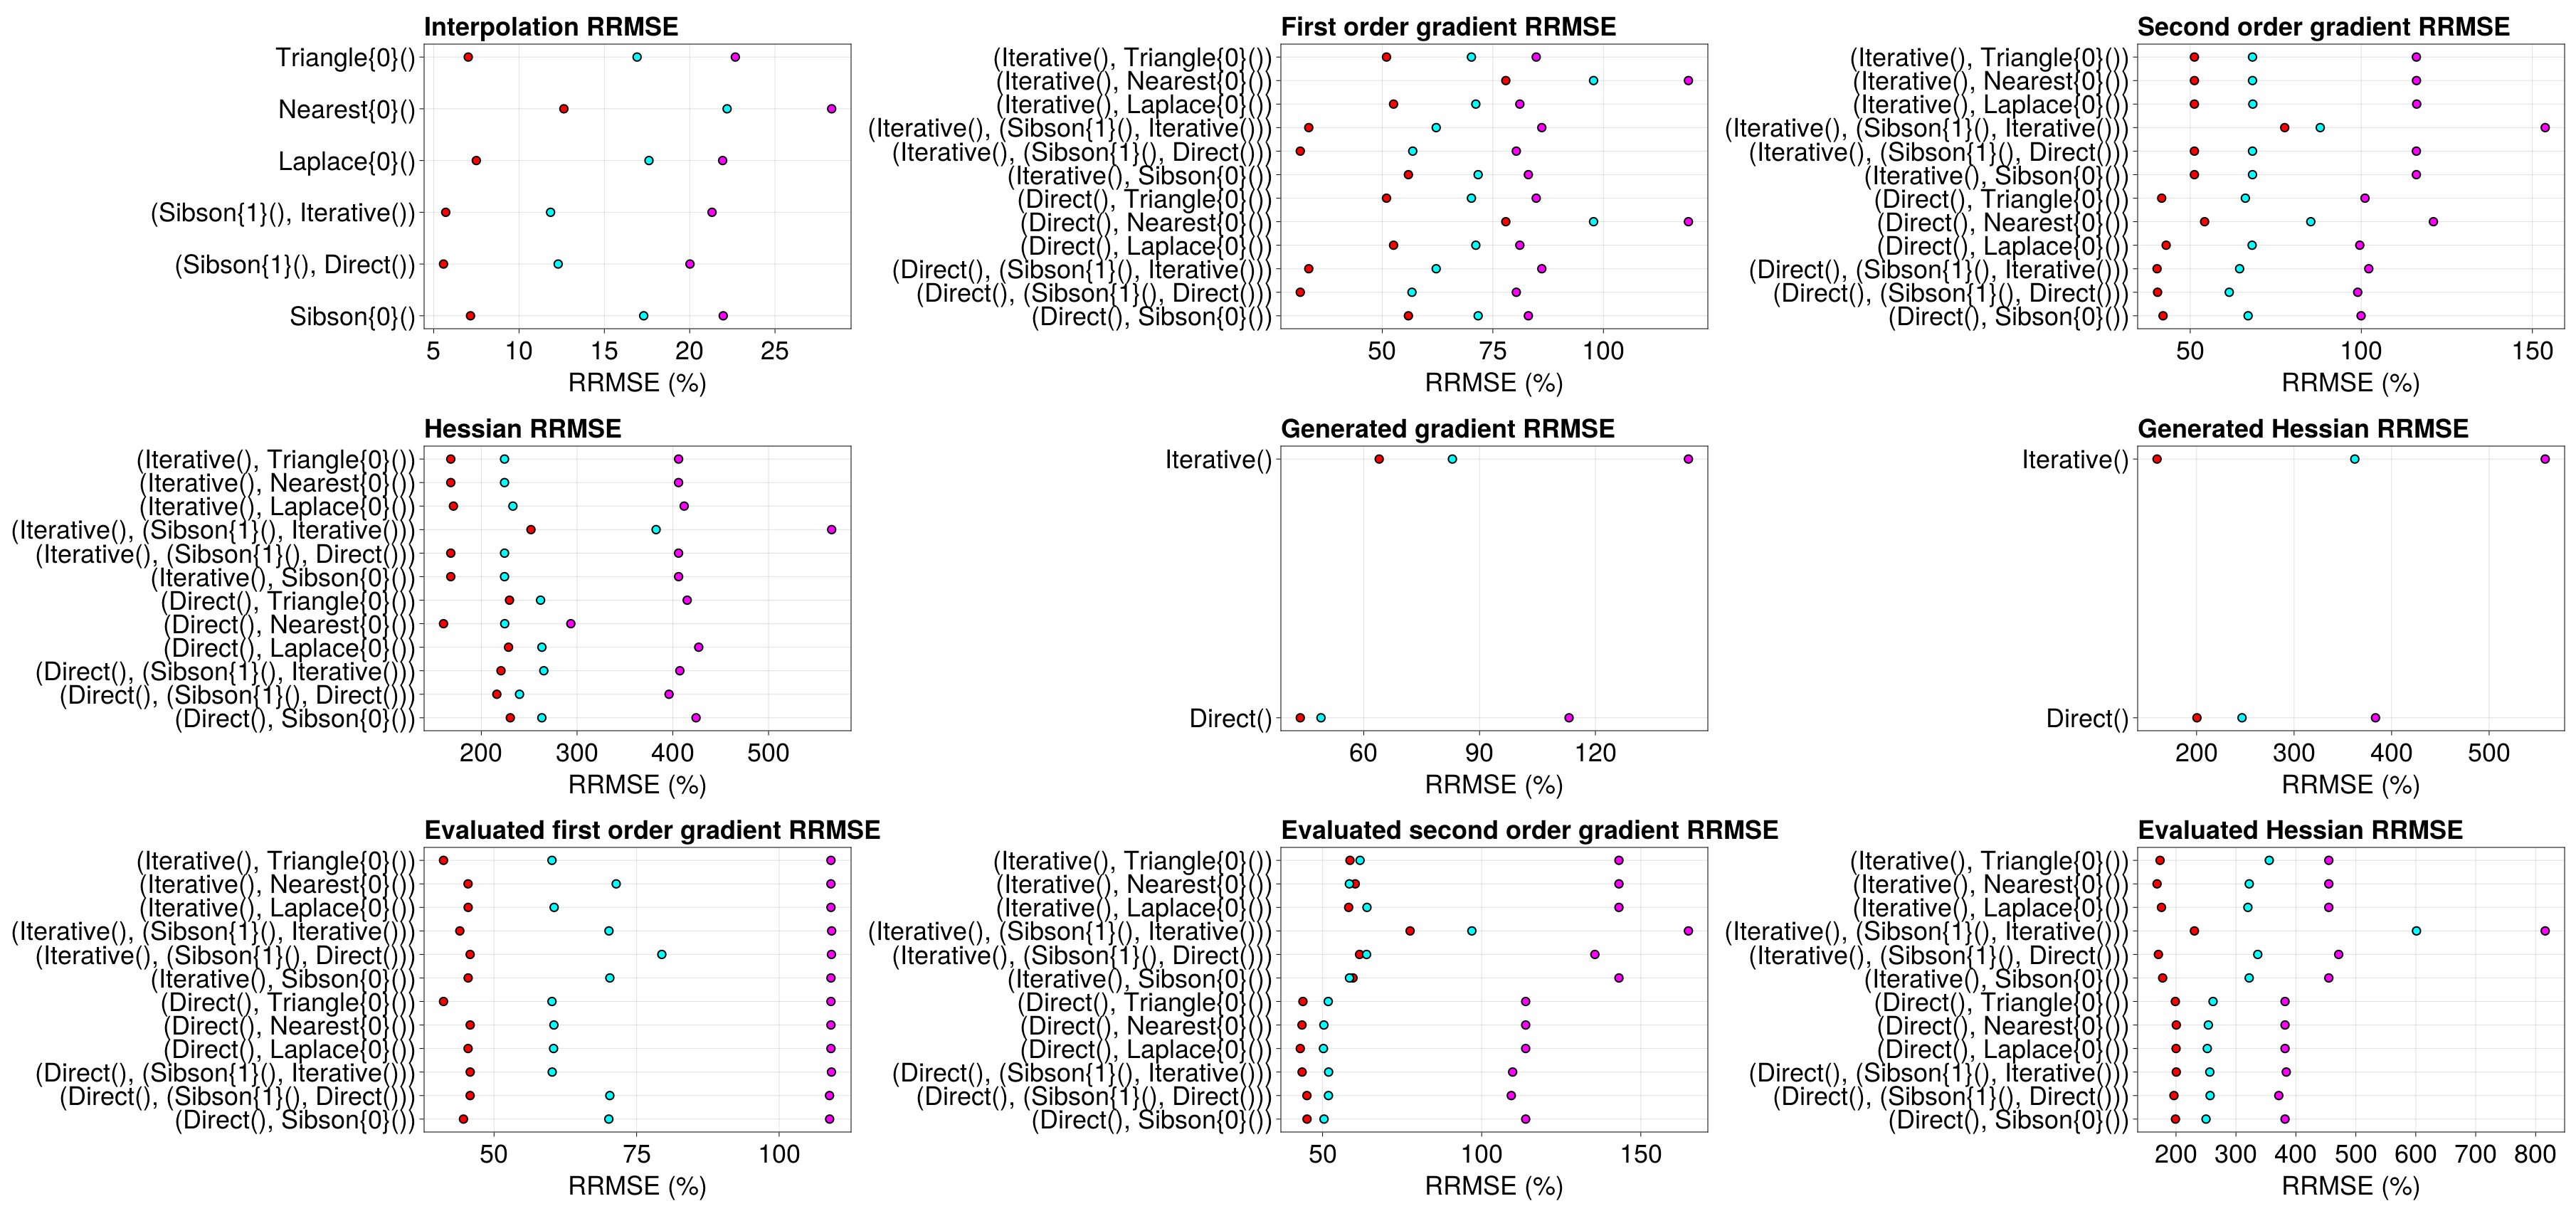 Interpolation RRMSE
Triangle{0}()
Nearest{0}()
Laplace{0}()
(Sibson{1}(), Iterative())
(Sibson{1}(), Direct())
Sibson{0}()
5 10 15 20 25
RRMSE (%)
First order gradient RRMSE
(Iterative(), Triangle{0}())
(Iterative(), Nearest{0}())
(Iterative(), Laplace{0}())
(Iterative(), (Sibson{1}(), Iterative()))
(Iterative(), (Sibson{1}(), Direct()))
(Iterative(), Sibson{0}())
(Direct(), Triangle{0}())
(Direct(), Nearest{0}())
(Direct(), Laplace{0}())
(Direct(), (Sibson{1}(), Iterative()))
(Direct(), (Sibson{1}(), Direct()))
(Direct(), Sibson{0}())
50 75 100
RRMSE (%)
Second order gradient RRMSE
(Iterative(), Triangle{0}())
(Iterative(), Nearest{0}())
(Iterative(), Laplace{0}())
(Iterative(), (Sibson{1}(), Iterative()))
(Iterative(), (Sibson{1}(), Direct()))
(Iterative(), Sibson{0}())
(Direct(), Triangle{0}())
(Direct(), Nearest{0}())
(Direct(), Laplace{0}())
(Direct(), (Sibson{1}(), Iterative()))
(Direct(), (Sibson{1}(), Direct()))
(Direct(), Sibson{0}())
50 100 150
RRMSE (%)
Hessian RRMSE
(Iterative(), Triangle{0}())
(Iterative(), Nearest{0}())
(Iterative(), Laplace{0}())
(Iterative(), (Sibson{1}(), Iterative()))
(Iterative(), (Sibson{1}(), Direct()))
(Iterative(), Sibson{0}())
(Direct(), Triangle{0}())
(Direct(), Nearest{0}())
(Direct(), Laplace{0}())
(Direct(), (Sibson{1}(), Iterative()))
(Direct(), (Sibson{1}(), Direct()))
(Direct(), Sibson{0}())
200 300 400 500
RRMSE (%)
Generated gradient RRMSE
Iterative()
Direct()
60 90 120
RRMSE (%)
Generated Hessian RRMSE
Iterative()
Direct()
200 300 400 500
RRMSE (%)
Evaluated first order gradient RRMSE
(Iterative(), Triangle{0}())
(Iterative(), Nearest{0}())
(Iterative(), Laplace{0}())
(Iterative(), (Sibson{1}(), Iterative()))
(Iterative(), (Sibson{1}(), Direct()))
(Iterative(), Sibson{0}())
(Direct(), Triangle{0}())
(Direct(), Nearest{0}())
(Direct(), Laplace{0}())
(Direct(), (Sibson{1}(), Iterative()))
(Direct(), (Sibson{1}(), Direct()))
(Direct(), Sibson{0}())
50 75 100
RRMSE (%)
Evaluated second order gradient RRMSE
(Iterative(), Triangle{0}())
(Iterative(), Nearest{0}())
(Iterative(), Laplace{0}())
(Iterative(), (Sibson{1}(), Iterative()))
(Iterative(), (Sibson{1}(), Direct()))
(Iterative(), Sibson{0}())
(Direct(), Triangle{0}())
(Direct(), Nearest{0}())
(Direct(), Laplace{0}())
(Direct(), (Sibson{1}(), Iterative()))
(Direct(), (Sibson{1}(), Direct()))
(Direct(), Sibson{0}())
50 100 150
RRMSE (%)
Evaluated Hessian RRMSE
(Iterative(), Triangle{0}())
(Iterative(), Nearest{0}())
(Iterative(), Laplace{0}())
(Iterative(), (Sibson{1}(), Iterative()))
(Iterative(), (Sibson{1}(), Direct()))
(Iterative(), Sibson{0}())
(Direct(), Triangle{0}())
(Direct(), Nearest{0}())
(Direct(), Laplace{0}())
(Direct(), (Sibson{1}(), Iterative()))
(Direct(), (Sibson{1}(), Direct()))
(Direct(), Sibson{0}())
200 300 400 500 600 700 800
RRMSE (%)